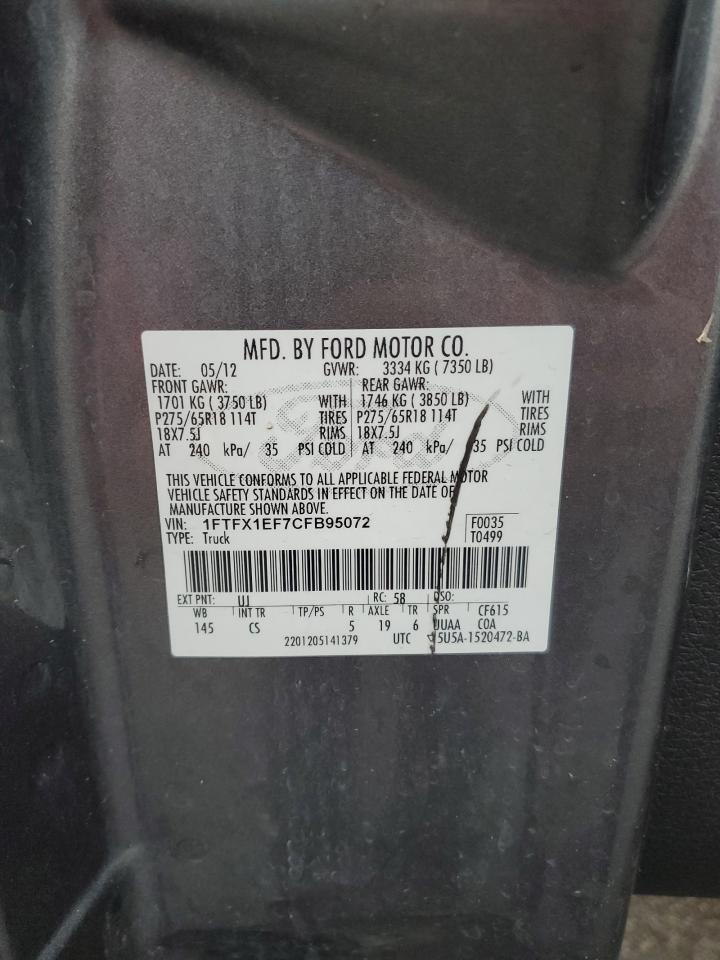 MFD. BY FORD MOTOR CO.
DATE: 05/12 GVWR: 3334 KG ( 7350 LB)
FRONT GAWR: REAR GAWR:
1701 KG ( 3750 LB) WITH 1746 KG ( 3850 LB) WITH
P275/65R18 114T TIRES P275/65R18 114T TIRES
18X7.5J RIMS 18X7.5J RIMS
AT 240 kPa/ 35 PSI COLD AT 240 kPa/ 35 PSI COLD
THIS VEHICLE CONFORMS TO ALL APPLICABLE FEDERAL MOTOR
VEHICLE SAFETY STANDARDS IN EFFECT ON THE DATE OF
MANUFACTURE SHOWN ABOVE.
VIN: 1FTFX1EF7CFB95072 F0035
TYPE: Truck T0499
EXT PNT: UJ RC: 58 DSO:
WB INT TR TP/PS R AXLE TR SPR CF615
145 CS 5 19 6 UUAA COA
2201205141379 UTC 5U5A-1520472-BA
Ford